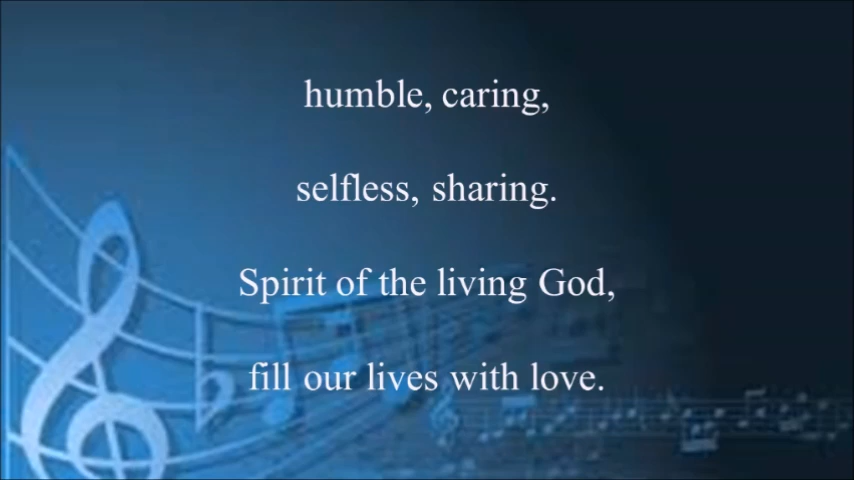 humble, caring,
selfless, sharing.
Spirit of the living God,
fill our lives with love.